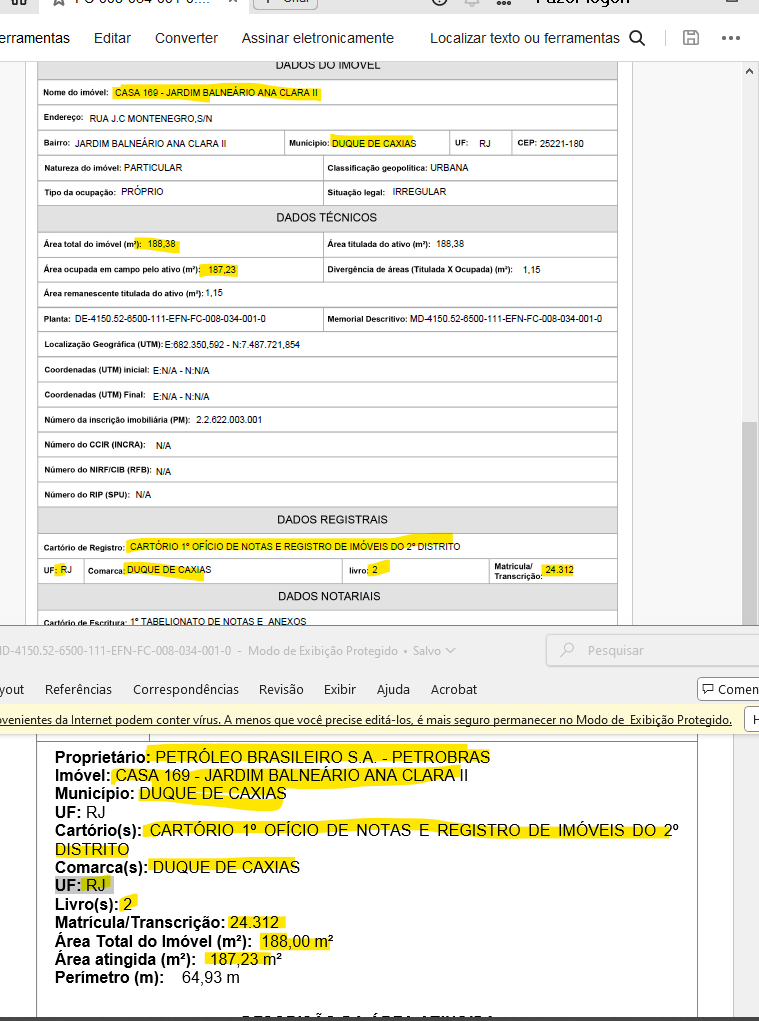 erramentas Editar Converter Assinar eletronicamente Localizar texto ou ferramentas
DADOS DO IMÓVEL
Nome do imóvel: CASA 169 - JARDIM BALNEÁRIO ANA CLARA II
Endereço: RUA J.C MONTENEGRO,S/N
Bairro: JARDIM BALNEÁRIO ANA CLARA II Município: DUQUE DE CAXIAS UF: RJ CEP: 25221-180
Natureza do imóvel: PARTICULAR Classificação geopolítica: URBANA
Tipo da ocupação: PRÓPRIO Situação legal: IRREGULAR
DADOS TÉCNICOS
Área total do imóvel (m²): 188,38 Área titulada do ativo (m²): 188,38
Área ocupada em campo pelo ativo (m²): 187,23 Divergência de áreas (Titulada X Ocupada) (m²): 1,15
Área remanescente titulada do ativo (m²): 1,15
Planta: DE-4150.52-6500-111-EFN-FC-008-034-001-0 Memorial Descritivo: MD-4150.52-6500-111-EFN-FC-008-034-001-0
Localização Geográfica (UTM): E:682.350,592 - N:7.487.721,854
Coordenadas (UTM) inicial: E:N/A - N:N/A
Coordenadas (UTM) Final: E:N/A - N:N/A
Número da inscrição imobiliária (PM): 2.2.622.003.001
Número do CCIR (INCRA): N/A
Número do NIRF/CIB (RFB): N/A
Número do RIP (SPU): N/A
DADOS REGISTRAIS
Cartório de Registro: CARTÓRIO 1º OFÍCIO DE NOTAS E REGISTRO DE IMÓVEIS DO 2º DISTRITO
UF: RJ Comarca: DUQUE DE CAXIAS livro: 2 Matrícula/
Transcrição: 24.312
DADOS NOTARIAIS
Cartório de Escritura: 1º TABELIONATO DE NOTAS E ANEXOS
ID-4150.52-6500-111-EFN-FC-008-034-001-0 - Modo de Exibição Protegido • Salvo Pesquisar
yout Referências Correspondências Revisão Exibir Ajuda Acrobat Comen
ovenientes da Internet podem conter vírus. A menos que você precise editá-los, é mais seguro permanecer no Modo de Exibição Protegido. H
Proprietário: PETRÓLEO BRASILEIRO S.A. - PETROBRAS
Imóvel: CASA 169 - JARDIM BALNEÁRIO ANA CLARA II
Município: DUQUE DE CAXIAS
UF: RJ
Cartório(s): CARTÓRIO 1º OFÍCIO DE NOTAS E REGISTRO DE IMÓVEIS DO 2º
DISTRITO
Comarca(s): DUQUE DE CAXIAS
UF: RJ
Livro(s): 2
Matrícula/Transcrição: 24.312
Área Total do Imóvel (m²): 188,00 m²
Área atingida (m²): 187,23 m²
Perímetro (m): 64,93 m